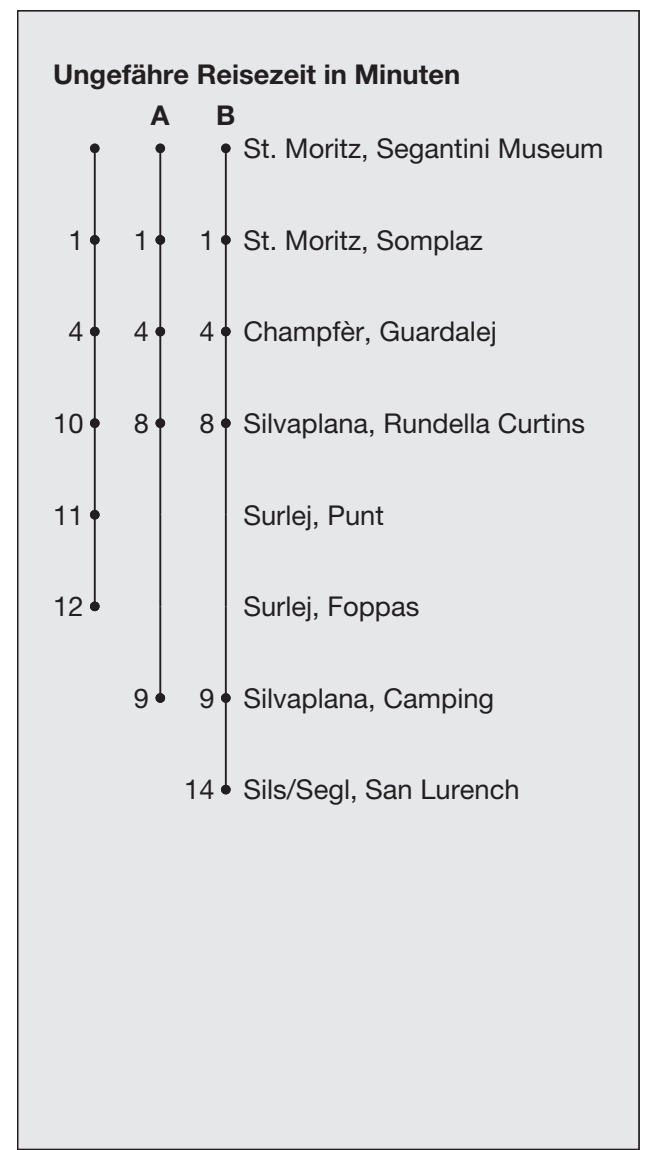 Ungefähre Reisezeit in Minuten
A B
St. Moritz, Segantini Museum
1 1 1 St. Moritz, Somplaz
4 4 4 Champfèr, Guardalej
10 8 8 Silvaplana, Rundella Curtins
11 Surlej, Punt
12 Surlej, Foppas
9 9 Silvaplana, Camping
14 Sils/Segl, San Lurench